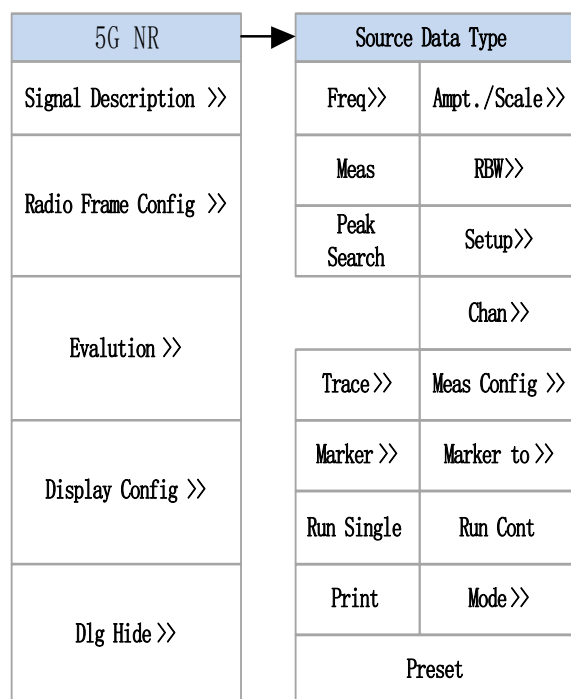 5G NR
Signal Description >>
Radio Frame Config >>
Evalution >>
Display Config >>
Dlg Hide >>
Source Data Type
Freq>> Ampt./Scale>>
Meas RBW>>
Peak
Search
Setup>>
Chan>>
Trace>> Meas Config >>
Marker >> Marker to >>
Run Single Run Cont
Print Mode>>
Preset